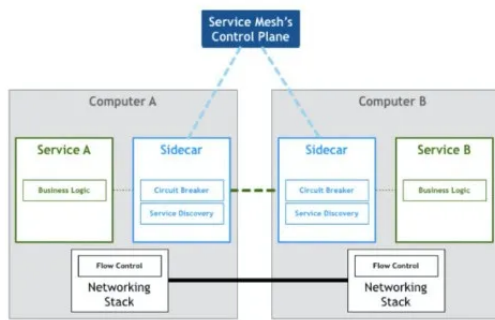 Service Mesh's
Control Plane
Computer A
Computer B
Service A
Sidecar
Sidecar
Service B
Business Logic
Circuit Breaker
Circuit Breaker
Business Logic
Service Discovery
Service Discovery
Flow Control
Flow Control
Networking
Stack
Networking
Stack